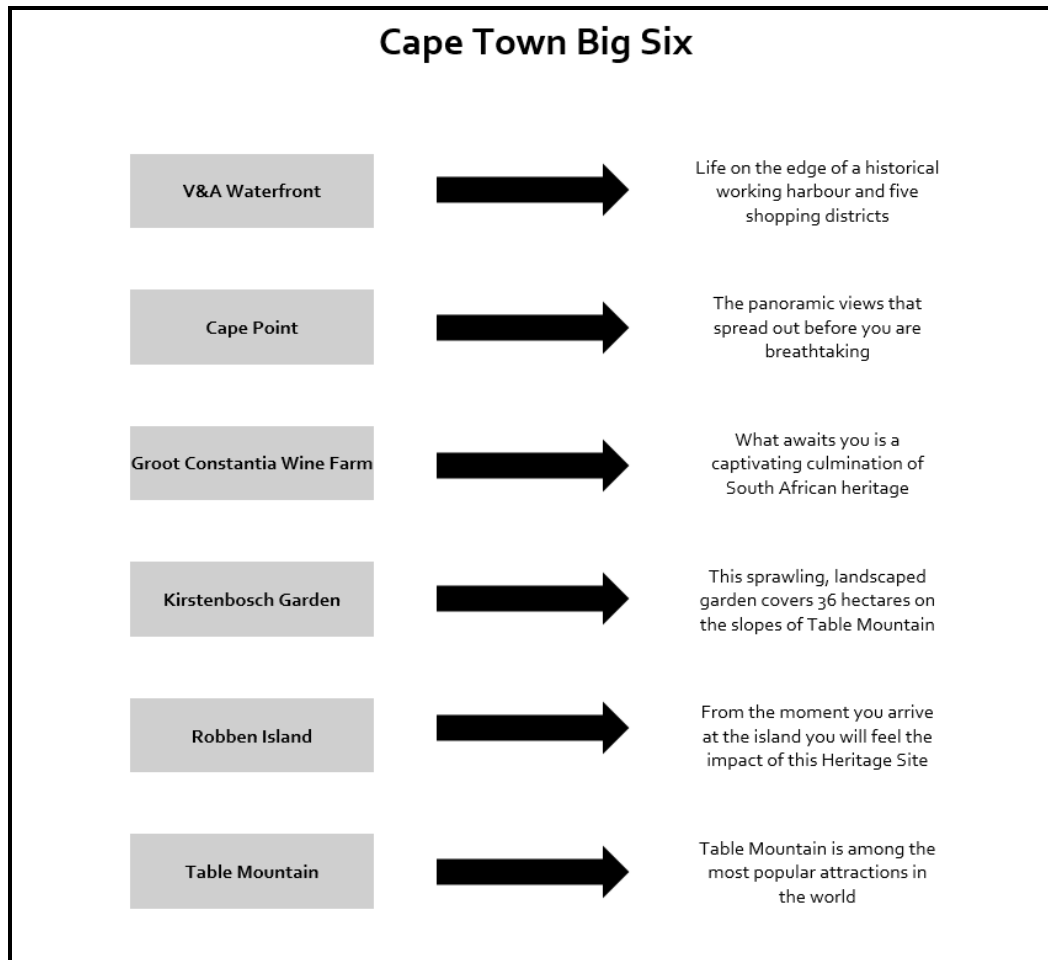 Cape Town Big Six
V&A Waterfront
Life on the edge of a historical
working harbour and five
shopping districts
Cape Point
The panoramic views that
spread out before you are
breathtaking
Groot Constantia Wine Farm
What awaits you is a
captivating culmination of
South African heritage
Kirstenbosch Garden
This sprawling, landscaped
garden covers 36 hectares on
the slopes of Table Mountain
Robben Island
From the moment you arrive
at the island you will feel the
impact of this Heritage Site
Table Mountain
Table Mountain is among the
most popular attractions in
the world